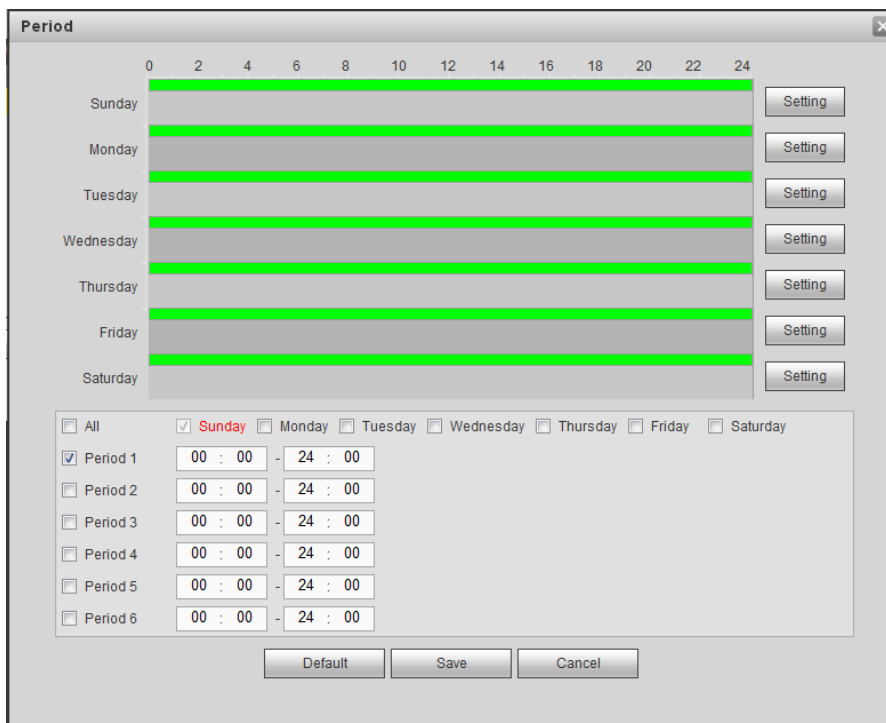 Period
0 2 4 6 8 10 12 14 16 18 20 22 24
Sunday Setting
Monday Setting
Tuesday Setting
Wednesday Setting
Thursday Setting
Friday Setting
Saturday Setting
All Sunday Monday Tuesday Wednesday Thursday Friday Saturday
Period 1 00 : 00 - 24 : 00
Period 2 00 : 00 - 24 : 00
Period 3 00 : 00 - 24 : 00
Period 4 00 : 00 - 24 : 00
Period 5 00 : 00 - 24 : 00
Period 6 00 : 00 - 24 : 00
Default Save Cancel